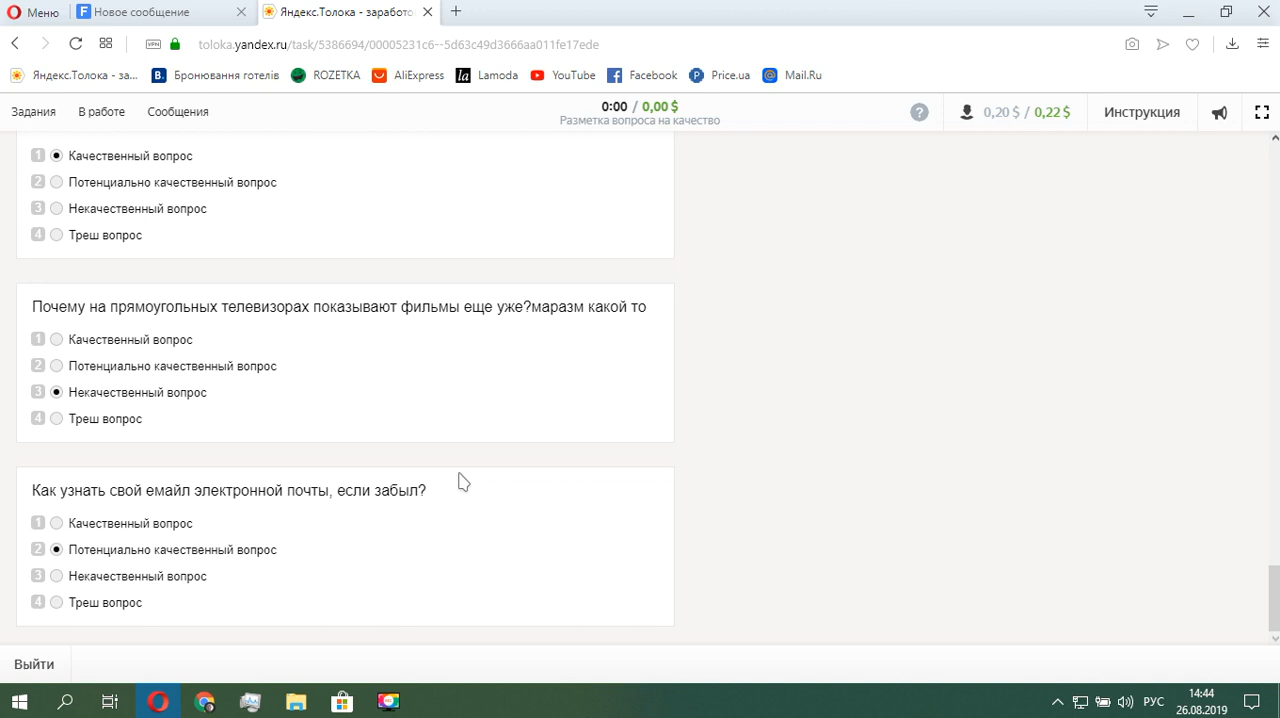 Меню
Новое сообщение
Яндекс.Толока - заработо
VPN
toloka.yandex.ru/task/5386694/00005231c6--5d63c49d3666aa011fe17ede
Яндекс.Толока - за...
B.
Бронювання готелів
ROZETKA
AliExpress
la
Lamoda
YouTube
Facebook
Price.ua
Mail.Ru
Задания
В работе
Сообщения
0:00 / 0,00 $
Разметка вопроса на качество
?
0,20 $ / 0,22 $
Инструкция
1 Качественный вопрос
2 Потенциально качественный вопрос
3 Некачественный вопрос
4 Треш вопрос
Почему на прямоугольных телевизорах показывают фильмы еще уже?маразм какой то
1 Качественный вопрос
2 Потенциально качественный вопрос
3 Некачественный вопрос
4 Треш вопрос
Как узнать свой емайл электронной почты, если забыл?
1 Качественный вопрос
2 Потенциально качественный вопрос
3 Некачественный вопрос
4 Треш вопрос
Выйти
РУС
14:44
26.08.2019